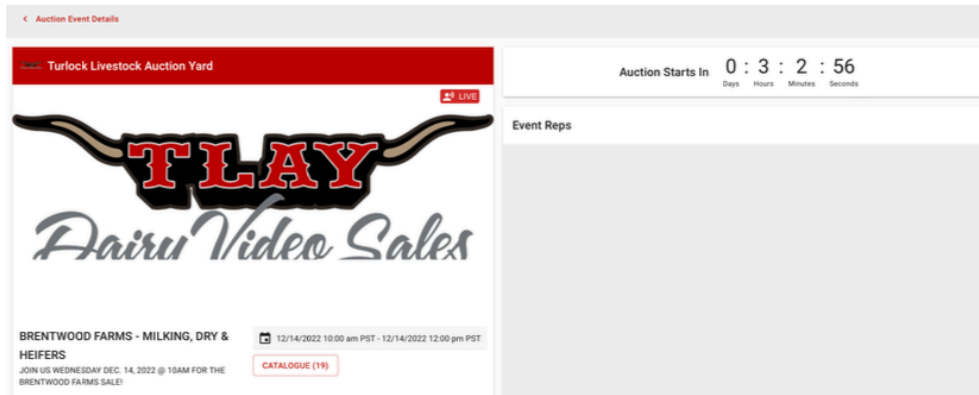 < Auction Event Details
Turlock Livestock Auction Yard
LIVE
TLAY
Dairy Video Sales
BRENTWOOD FARMS - MILKING, DRY &
HEIFERS
JOIN US WEDNESDAY DEC. 14, 2022 @ 10AM FOR THE
BRENTWOOD FARMS SALE!
12/14/2022 10:00 am PST - 12/14/2022 12:00 pm PST
CATALOGUE (19)
Auction Starts In 0 : 3 : 2 : 56
Days Hours Minutes Seconds
Event Reps